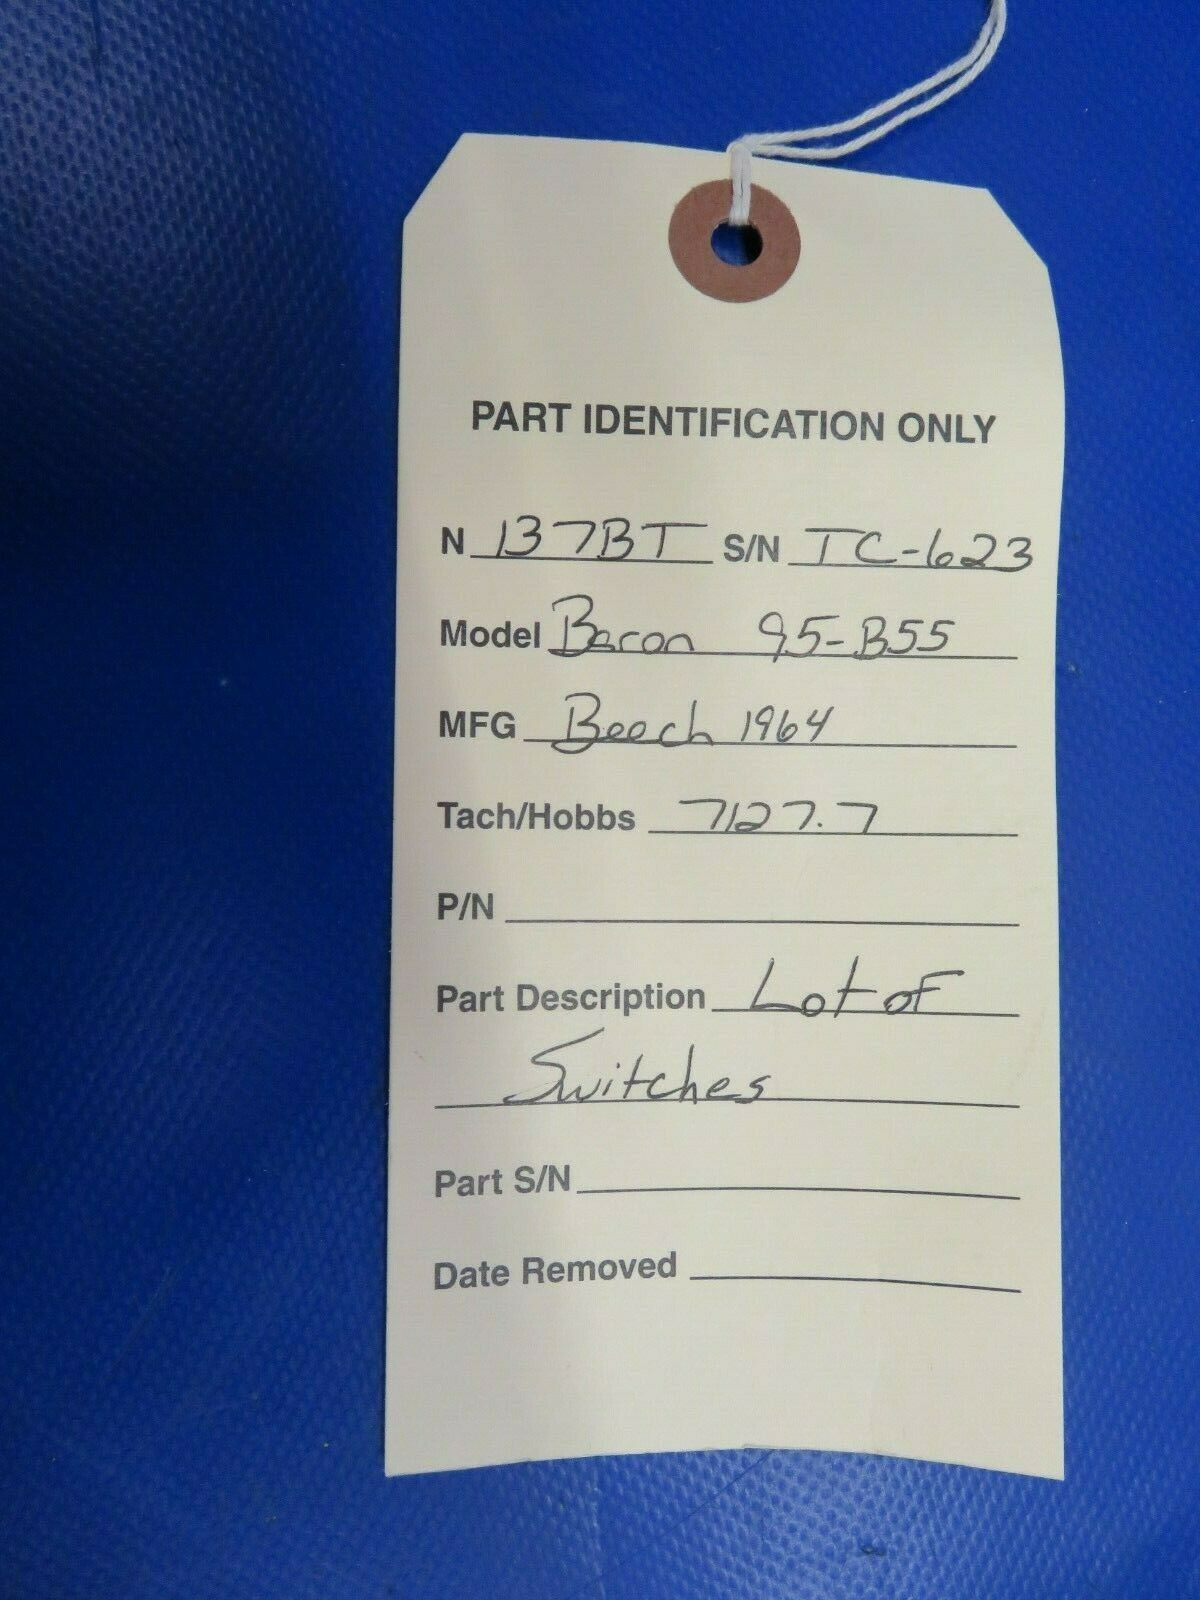 PART IDENTIFICATION ONLY
N 137BT S/N TC-623
Model Baron 95-B55
MFG Beech 1964
Tach/Hobbs 7127.7
P/N
Part Description Lot of
Switches
Part S/N
Date Removed